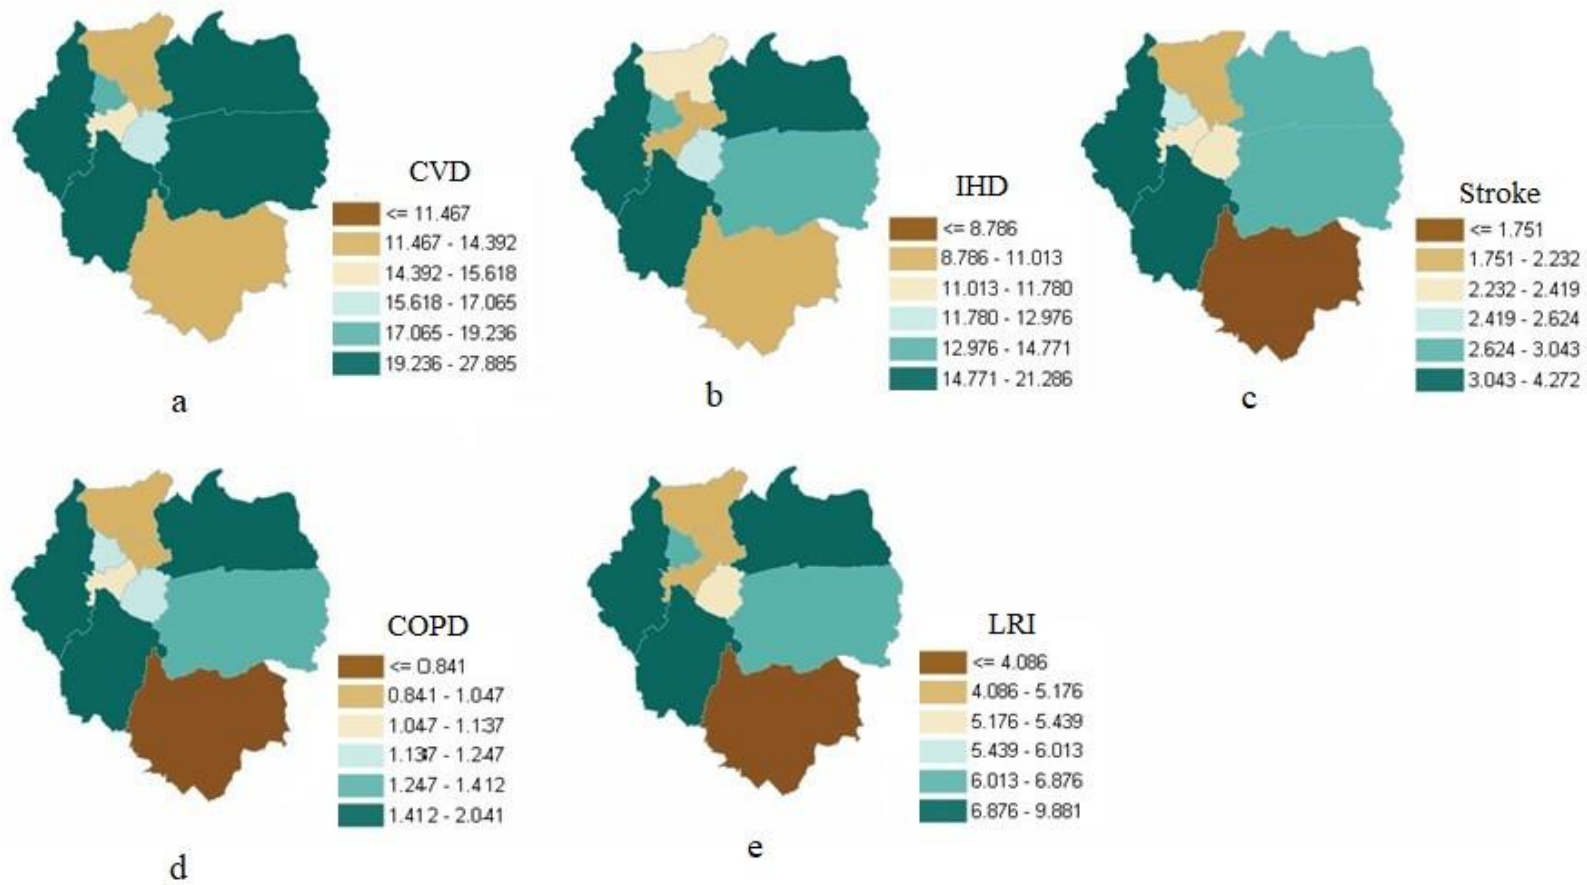 CVD
<= 11.467
11.467 - 14.392
14.392 - 15.618
15.618 - 17.065
17.065 - 19.236
19.236 - 27.885
a
IHD
<= 8.786
8.786 - 11.013
11.013 - 11.780
11.780 - 12.976
12.976 - 14.771
14.771 - 21.286
b
Stroke
<= 1.751
1.751 - 2.232
2.232 - 2.419
2.419 - 2.624
2.624 - 3.043
3.043 - 4.272
c
COPD
<= 0.841
0.841 - 1.047
1.047 - 1.137
1.137 - 1.247
1.247 - 1.412
1.412 - 2.041
d
LRI
<= 4.086
4.086 - 5.176
5.176 - 5.439
5.439 - 6.013
6.013 - 6.876
6.876 - 9.881
e